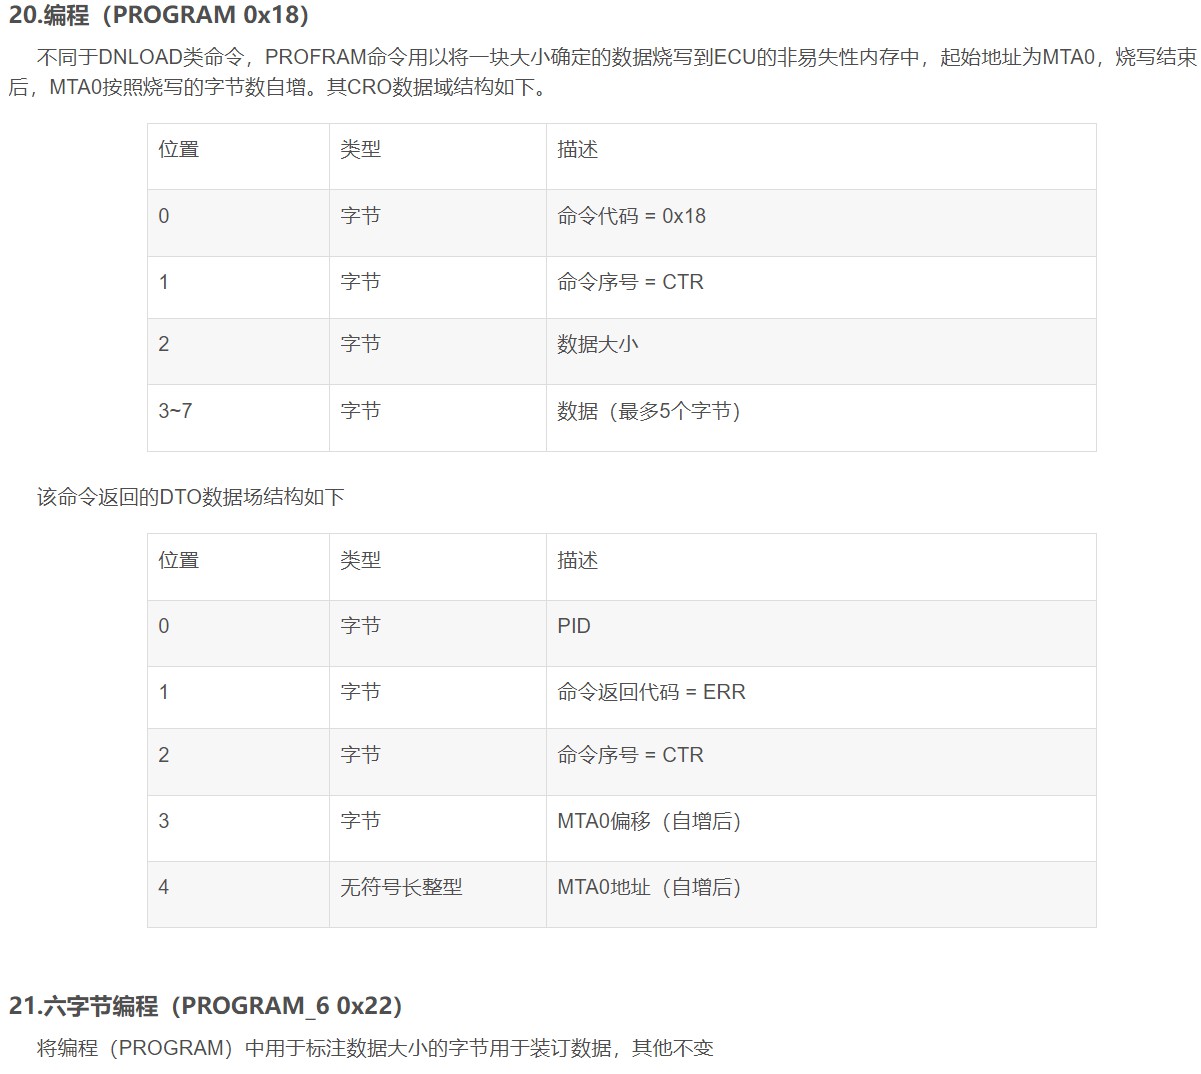 20.编程（PROGRAM 0x18）
不同于DNLOAD类命令，PROFRAM命令用以将一块大小确定的数据烧写到ECU的非易失性内存中，起始地址为MTA0，烧写结束
后，MTA0按照烧写的字节数自增。其CRO数据域结构如下。
位置 类型 描述
0 字节 命令代码 = 0x18
1 字节 命令序号 = CTR
2 字节 数据大小
3~7 字节 数据（最多5个字节）
该命令返回的DTO数据场结构如下
位置 类型 描述
0 字节 PID
1 字节 命令返回代码 = ERR
2 字节 命令序号 = CTR
3 字节 MTA0偏移（自增后）
4 无符号长整型 MTA0地址（自增后）
21.六字节编程（PROGRAM_6 0x22）
将编程（PROGRAM）中用于标注数据大小的字节用于装订数据，其他不变